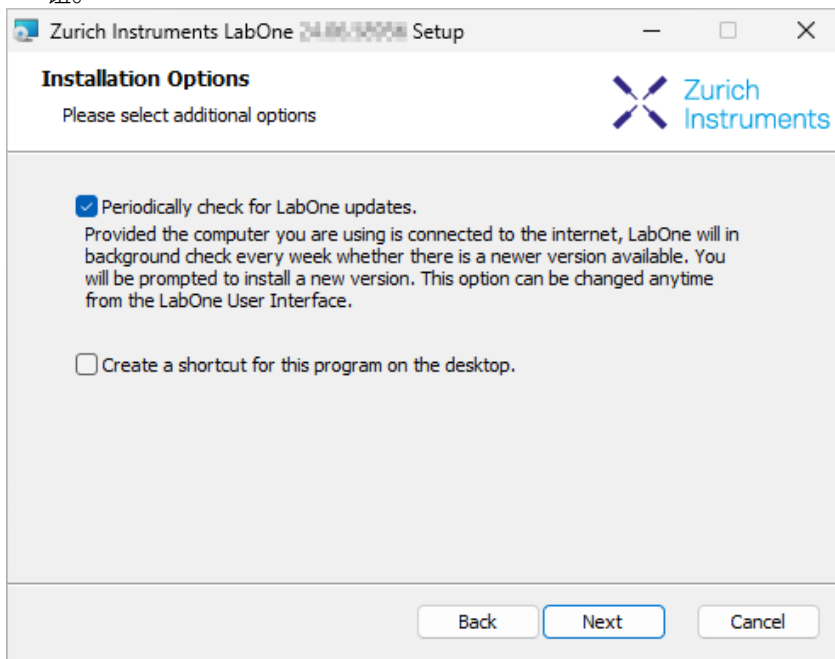 钮。
Zurich Instruments LabOne Setup
Installation Options
Please select additional options
Zurich
Instruments
Periodically check for LabOne updates.
Provided the computer you are using is connected to the internet, LabOne will in
background check every week whether there is a newer version available. You
will be prompted to install a new version. This option can be changed anytime
from the LabOne User Interface.
Create a shortcut for this program on the desktop.
Back Next Cancel